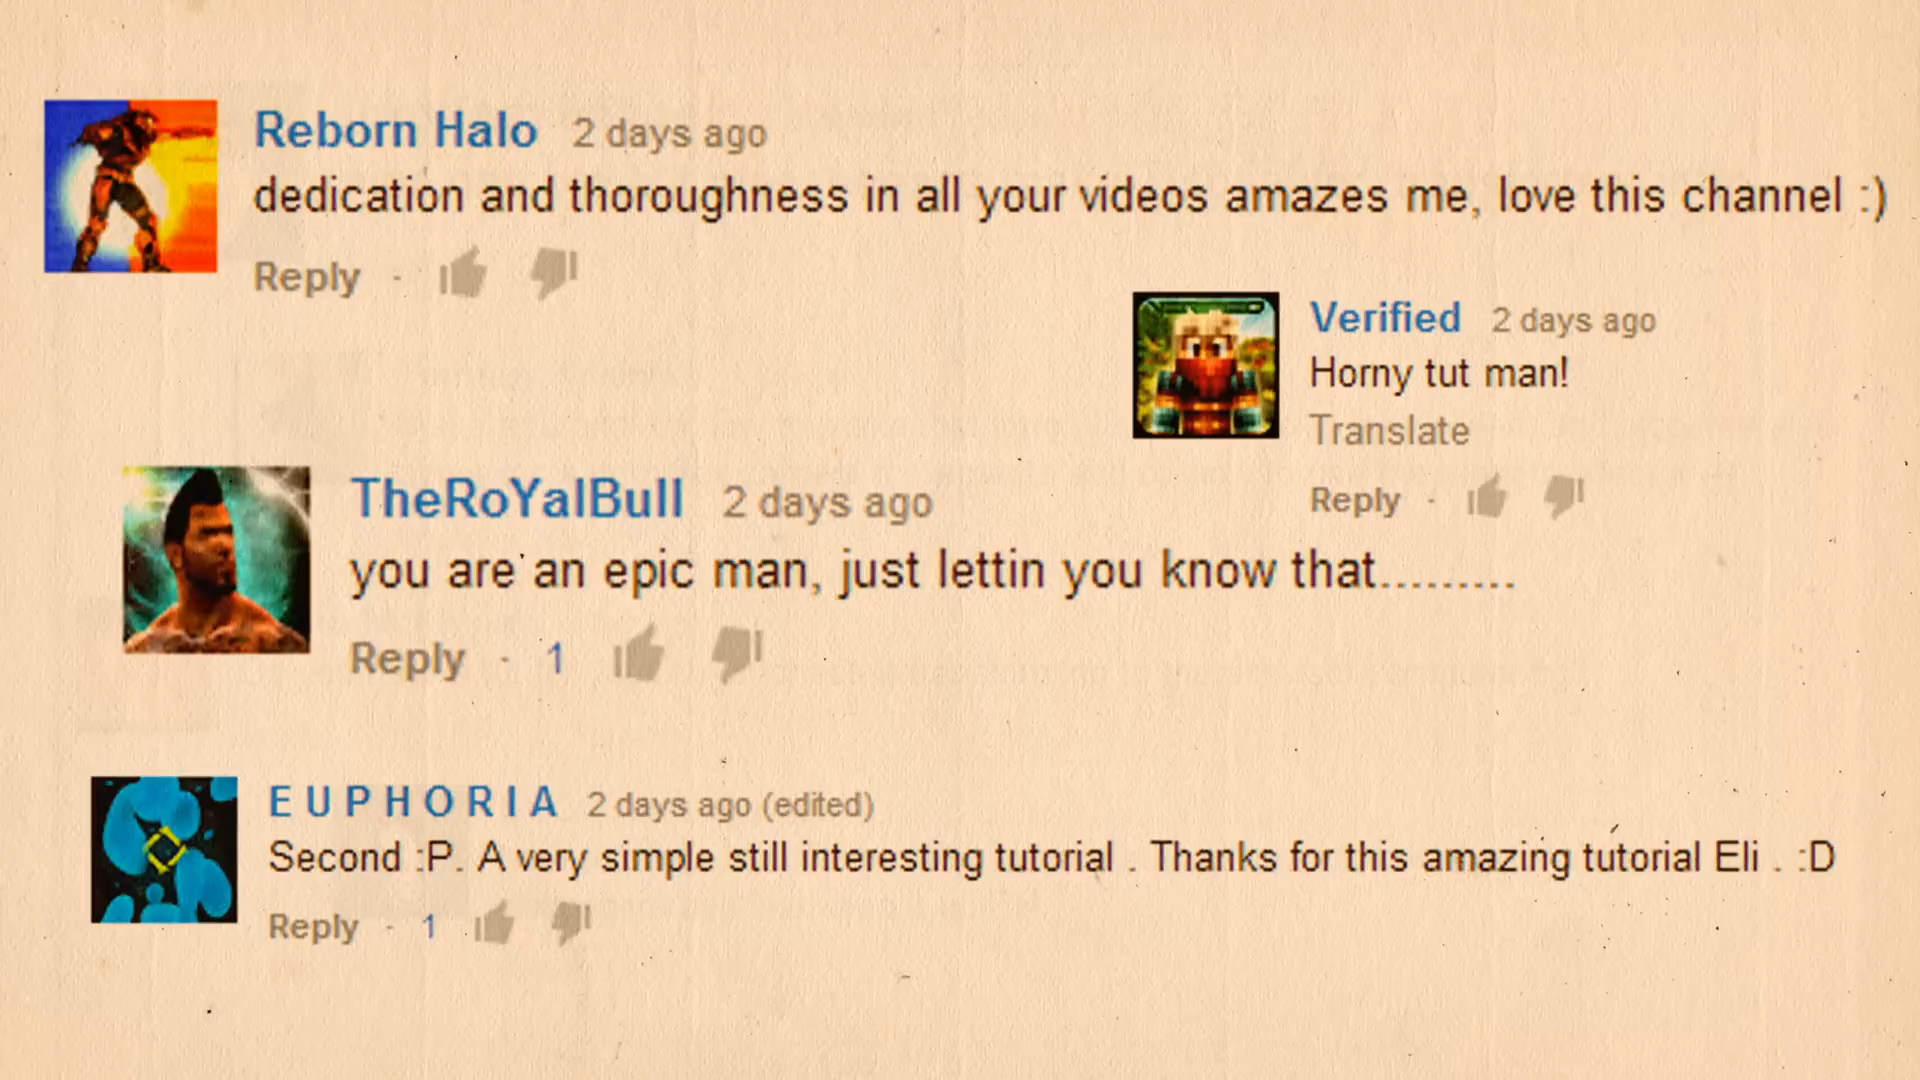 Reborn Halo 2 days ago
dedication and thoroughness in all your videos amazes me, love this channel :)
Reply ·
Verified 2 days ago
Horny tut man!
Translate
Reply ·
TheRoYalBull 2 days ago
you are an epic man, just lettin you know that.........
Reply · 1
E U P H O R I A 2 days ago (edited)
Second :P. A very simple still interesting tutorial . Thanks for this amazing tutorial Eli . :D
Reply · 1